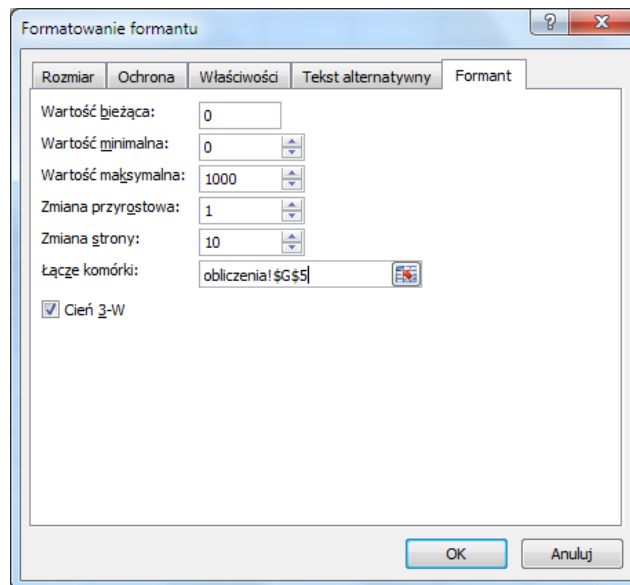 Formatowanie formantu
Rozmiar Ochrona Właściwości Tekst alternatywny Formant
Wartość bieżąca: 0
Wartość minimalna: 0
Wartość maksymalna: 1000
Zmiana przyrostowa: 1
Zmiana strony: 10
Łącze komórki: obliczenia!$G$5
Cień 3-W
OK Anuluj